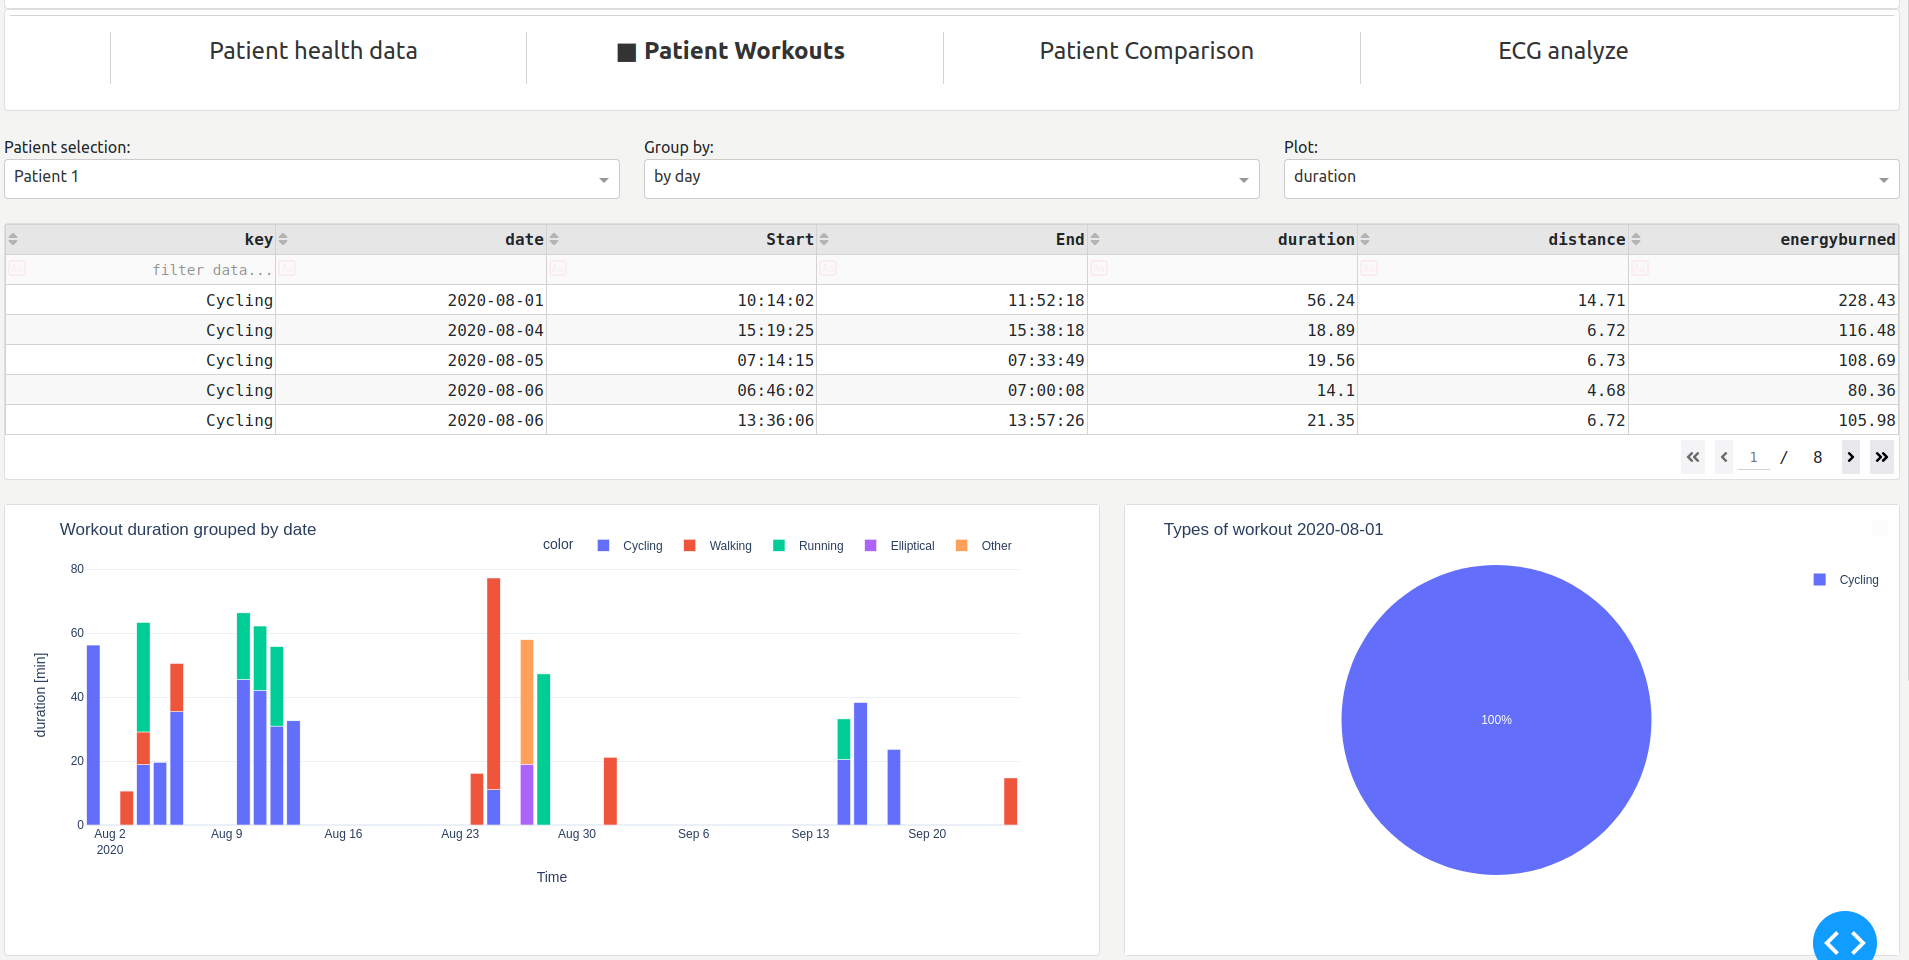 Patient health data
Patient Workouts
Patient Comparison
ECG analyze
Patient selection:
Group by:
Plot:
Patient 1
by day
duration
key date Start End duration distance energyburned
Aa filter data... Aa Aa Aa Aa Aa Aa
Cycling 2020-08-01 10:14:02 11:52:18 56.24 14.71 228.43
Cycling 2020-08-04 15:19:25 15:38:18 18.89 6.72 116.48
Cycling 2020-08-05 07:14:15 07:33:49 19.56 6.73 108.69
Cycling 2020-08-06 06:46:02 07:00:08 14.1 4.68 80.36
Cycling 2020-08-06 13:36:06 13:57:26 21.35 6.72 105.98
1 / 8
Workout duration grouped by date
color Cycling Walking Running Elliptical Other
80
60
40
20
0
duration [min]
Aug 2 Aug 9 Aug 16 Aug 23 Aug 30 Sep 6 Sep 13 Sep 20
2020
Time
Types of workout 2020-08-01
Cycling
100%